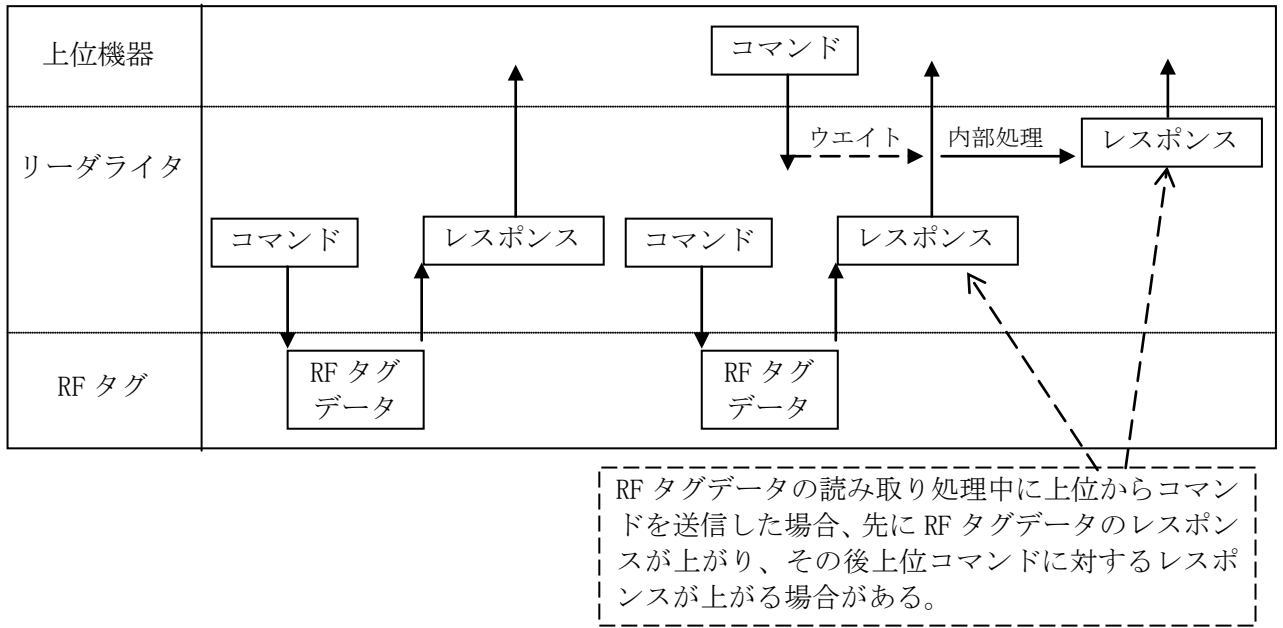 上位機器
コマンド
ウエイト
内部処理
レスポンス
リーダライタ
コマンド
レスポンス
コマンド
レスポンス
RF タグ
RF タグ
データ
RF タグ
データ
RF タグデータの読み取り処理中に上位からコマン
ドを送信した場合、先に RF タグデータのレスポン
スが上がり、その後上位コマンドに対するレスポ
ンスが上がる場合がある。